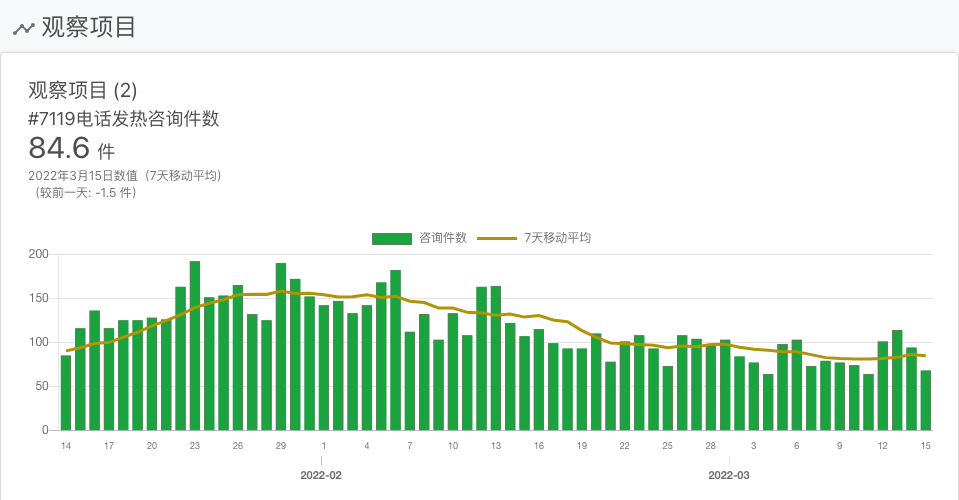 观察项目
观察项目 (2)
#7119电话发热咨询件数
84.6 件
2022年3月15日数值（7天移动平均）
（较前一天: -1.5 件）
咨询件数 7天移动平均
200
150
100
50
0
14 17 20 23 26 29 1 4 7 10 13 16 19 22 25 28 3 6 9 12 15
2022-02 2022-03